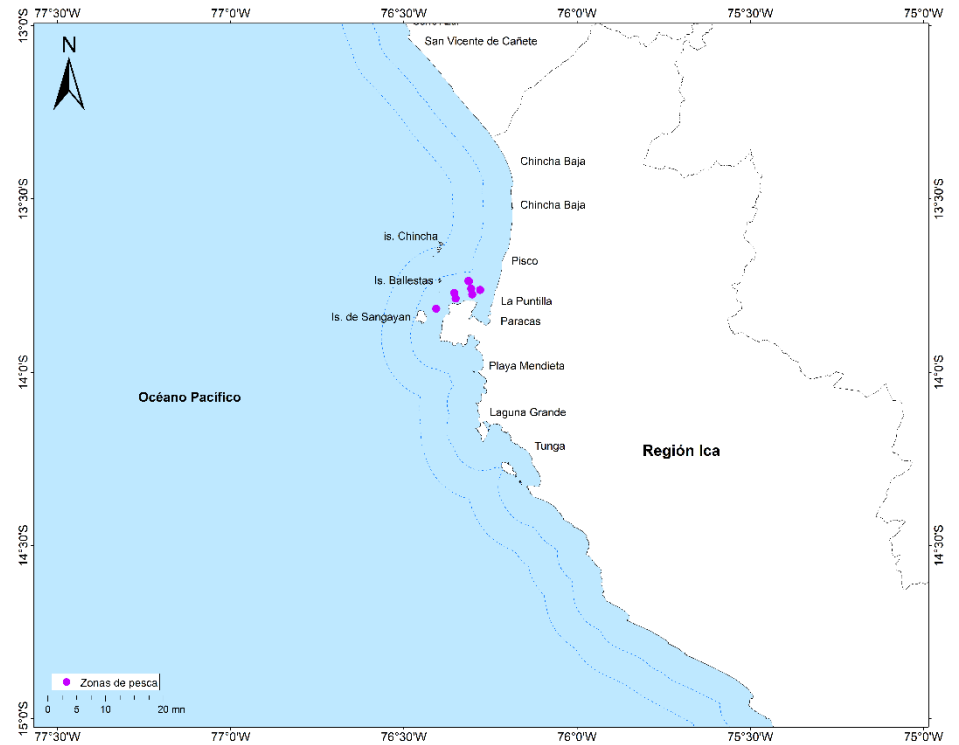 77°30'W 77°0'W 76°30'W 76°0'W 75°30'W 75°0'W
13°0'S
13°0'S
N
San Vicente de Cañete
Chincha Baja
13°30'S
13°30'S
Chincha Baja
is. Chincha
Pisco
Is. Ballestas
La Puntilla
Is. de Sangayan
Paracas
Playa Mendieta
14°0'S
14°0'S
Océano Pacífico
Laguna Grande
Tunga
Región Ica
14°30'S
14°30'S
Zonas de pesca
0 5 10 20 mn
15°0'S
15°0'S
77°30'W 77°0'W 76°30'W 76°0'W 75°30'W 75°0'W